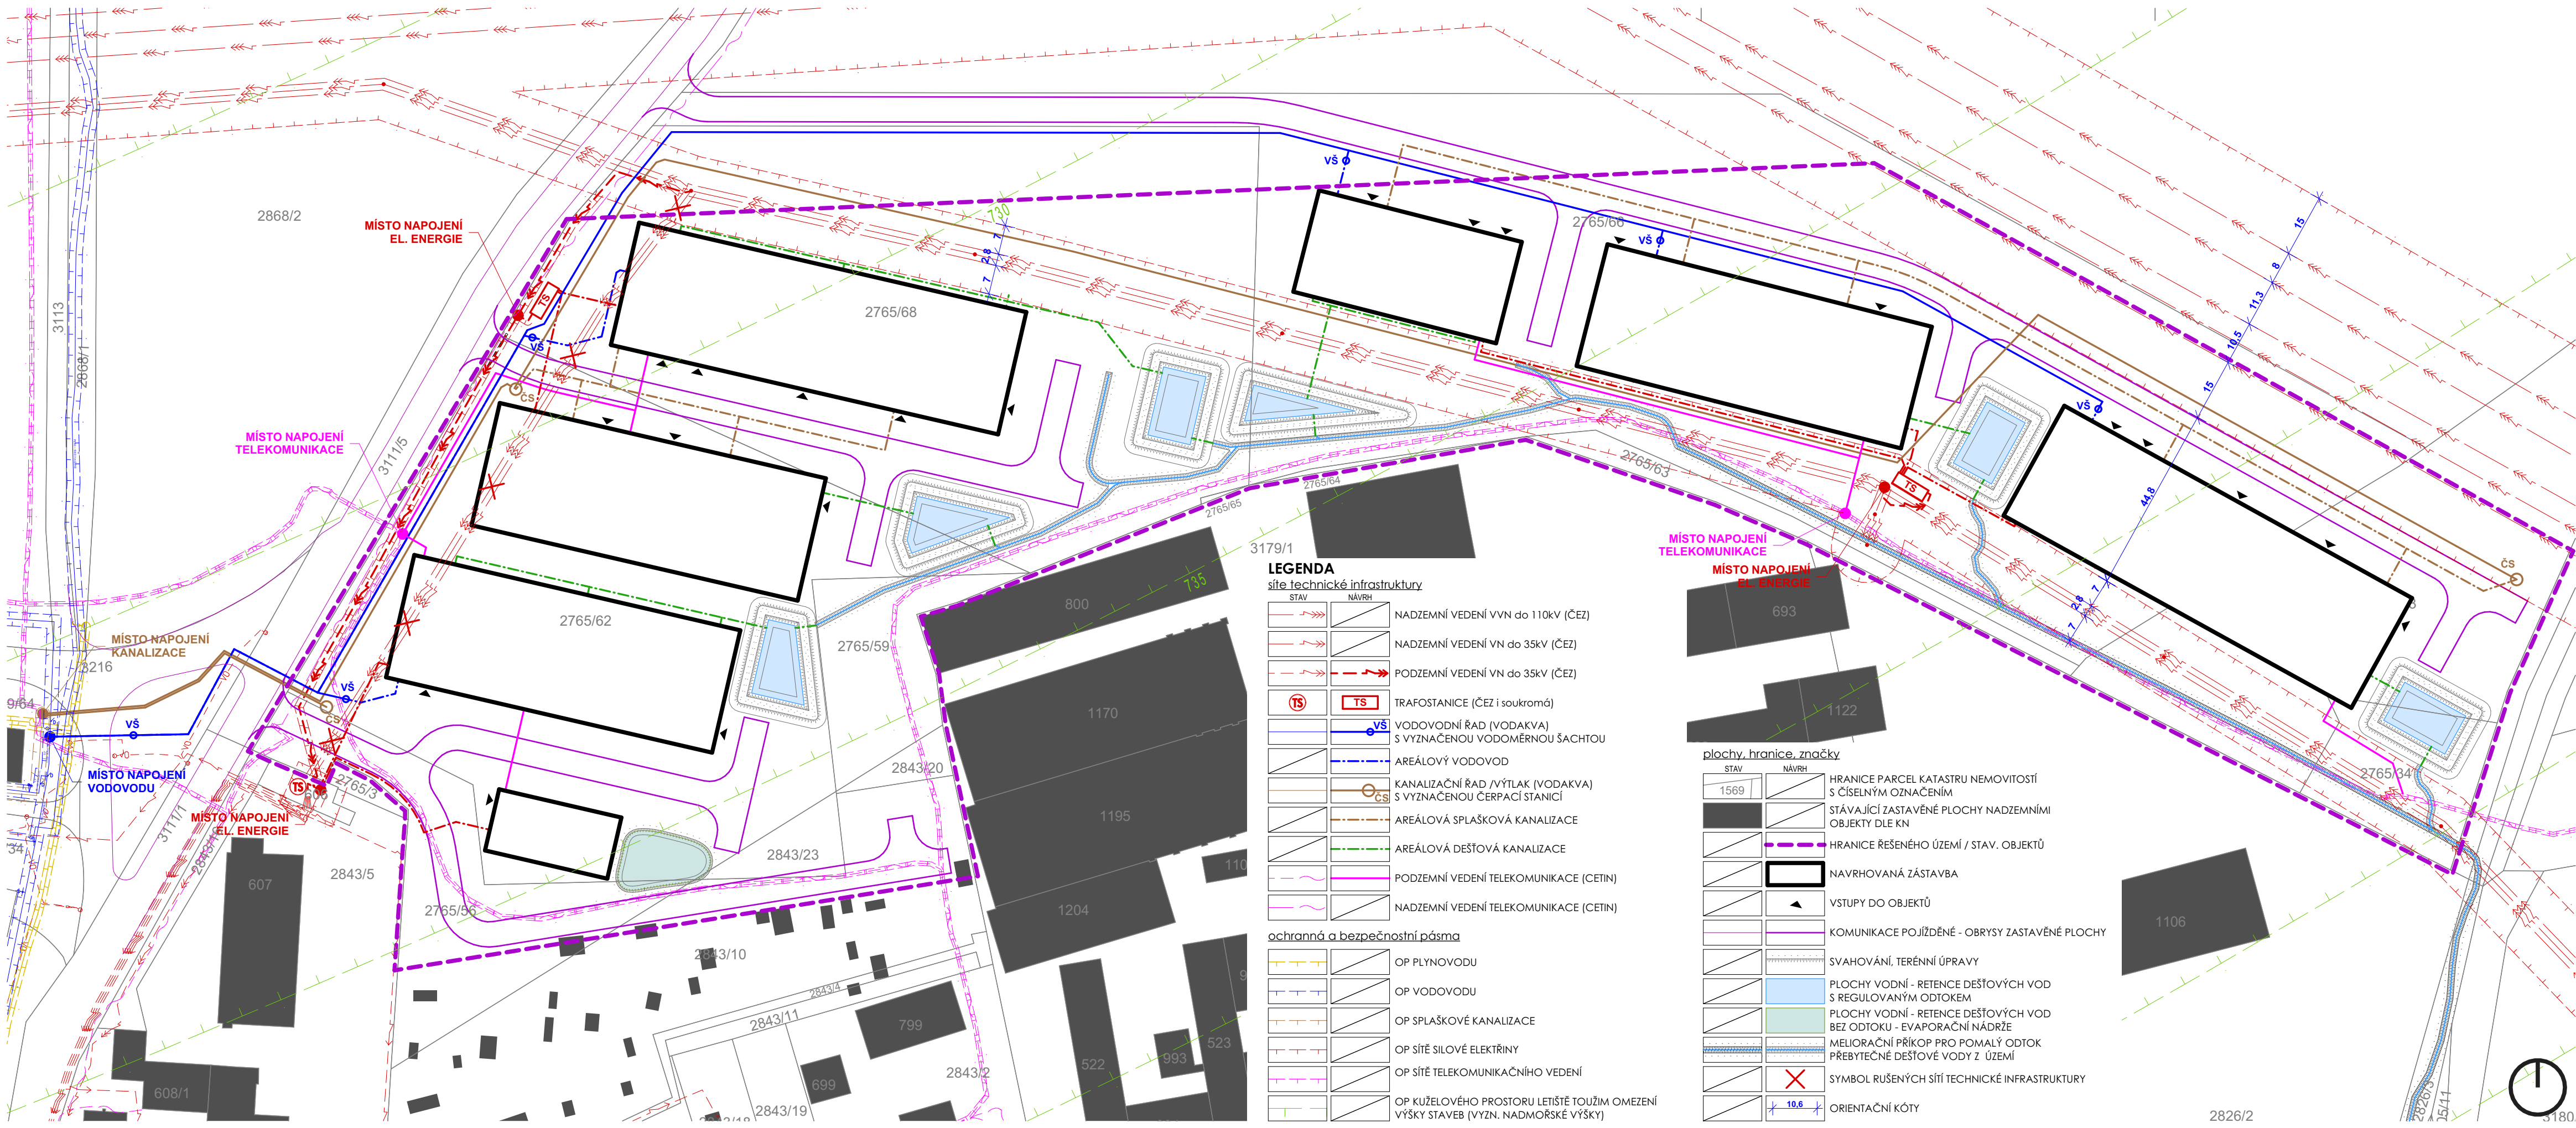 2868/2
3113
2868/1
MÍSTO NAPOJENÍ
EL. ENERGIE
MÍSTO NAPOJENÍ
TELEKOMUNIKACE
3111/5
TS
VŠ
ČS
730
7
2,8
7
2765/68
VŠ
2765/66
VŠ
15
8
11,3
10,5
15
44,8
7
2,8
7
VŠ
ČS
2765/62
2765/59
2765/65
2765/64
2765/63
3179/1
735
800
MÍSTO NAPOJENÍ
TELEKOMUNIKACE
MÍSTO NAPOJENÍ
EL. ENERGIE
TS
693
1122
2765/34
1106
2826/2
2826/3
MÍSTO NAPOJENÍ
KANALIZACE
3216
VŠ
VŠ
ČS
MÍSTO NAPOJENÍ
VODOVODU
TS
MÍSTO NAPOJENÍ
EL. ENERGIE
2765/3
3111/1
607
2843/5
2765/56
608/1
2843/23
2843/20
1170
1195
1204
2843/10
2843/4
2843/11
799
699
2843/19
2843/2
522
993
523
LEGENDA
síte technické infrastruktury
STAV NÁVRH
NADZEMNÍ VEDENÍ VVN do 110kV (ČEZ)
NADZEMNÍ VEDENÍ VN do 35kV (ČEZ)
PODZEMNÍ VEDENÍ VN do 35kV (ČEZ)
TS TS TRAFOSTANICE (ČEZ i soukromá)
VŠ VODOVODNÍ ŘAD (VODAKVA)
S VYZNAČENOU VODOMĚRNOU ŠACHTOU
AREÁLOVÝ VODOVOD
KANALIZAČNÍ ŘAD /VÝTLAK (VODAKVA)
ČS S VYZNAČENOU ČERPACÍ STANICÍ
AREÁLOVÁ SPLAŠKOVÁ KANALIZACE
AREÁLOVÁ DEŠŤOVÁ KANALIZACE
PODZEMNÍ VEDENÍ TELEKOMUNIKACE (CETIN)
NADZEMNÍ VEDENÍ TELEKOMUNIKACE (CETIN)
ochranná a bezpečnostní pásma
OP PLYNOVODU
OP VODOVODU
OP SPLAŠKOVÉ KANALIZACE
OP SÍTĚ SILOVÉ ELEKTŘINY
OP SÍTĚ TELEKOMUNIKAČNÍHO VEDENÍ
OP KUŽELOVÉHO PROSTORU LETIŠTĚ TOUŽIM OMEZENÍ
VÝŠKY STAVEB (VYZN. NADMOŘSKÉ VÝŠKY)
plochy, hranice, značky
STAV NÁVRH
HRANICE PARCEL KATASTRU NEMOVITOSTÍ
1569 S ČÍSELNÝM OZNAČENÍM
STÁVAJÍCÍ ZASTAVĚNÉ PLOCHY NADZEMNÍMI
OBJEKTY DLE KN
HRANICE ŘEŠENÉHO ÚZEMÍ / STAV. OBJEKTŮ
NAVRHOVANÁ ZÁSTAVBA
VSTUPY DO OBJEKTŮ
KOMUNIKACE POJÍŽDĚNÉ - OBRYSY ZASTAVĚNÉ PLOCHY
SVAHOVÁNÍ, TERÉNNÍ ÚPRAVY
PLOCHY VODNÍ - RETENCE DEŠŤOVÝCH VOD
S REGULOVANÝM ODTOKEM
PLOCHY VODNÍ - RETENCE DEŠŤOVÝCH VOD
BEZ ODTOKU - EVAPORAČNÍ NÁDRŽE
MELIORAČNÍ PŘÍKOP PRO POMALÝ ODTOK
PŘEBYTEČNÉ DEŠŤOVÉ VODY Z ÚZEMÍ
SYMBOL RUŠENÝCH SÍTÍ TECHNICKÉ INFRASTRUKTURY
10,6 ORIENTAČNÍ KÓTY